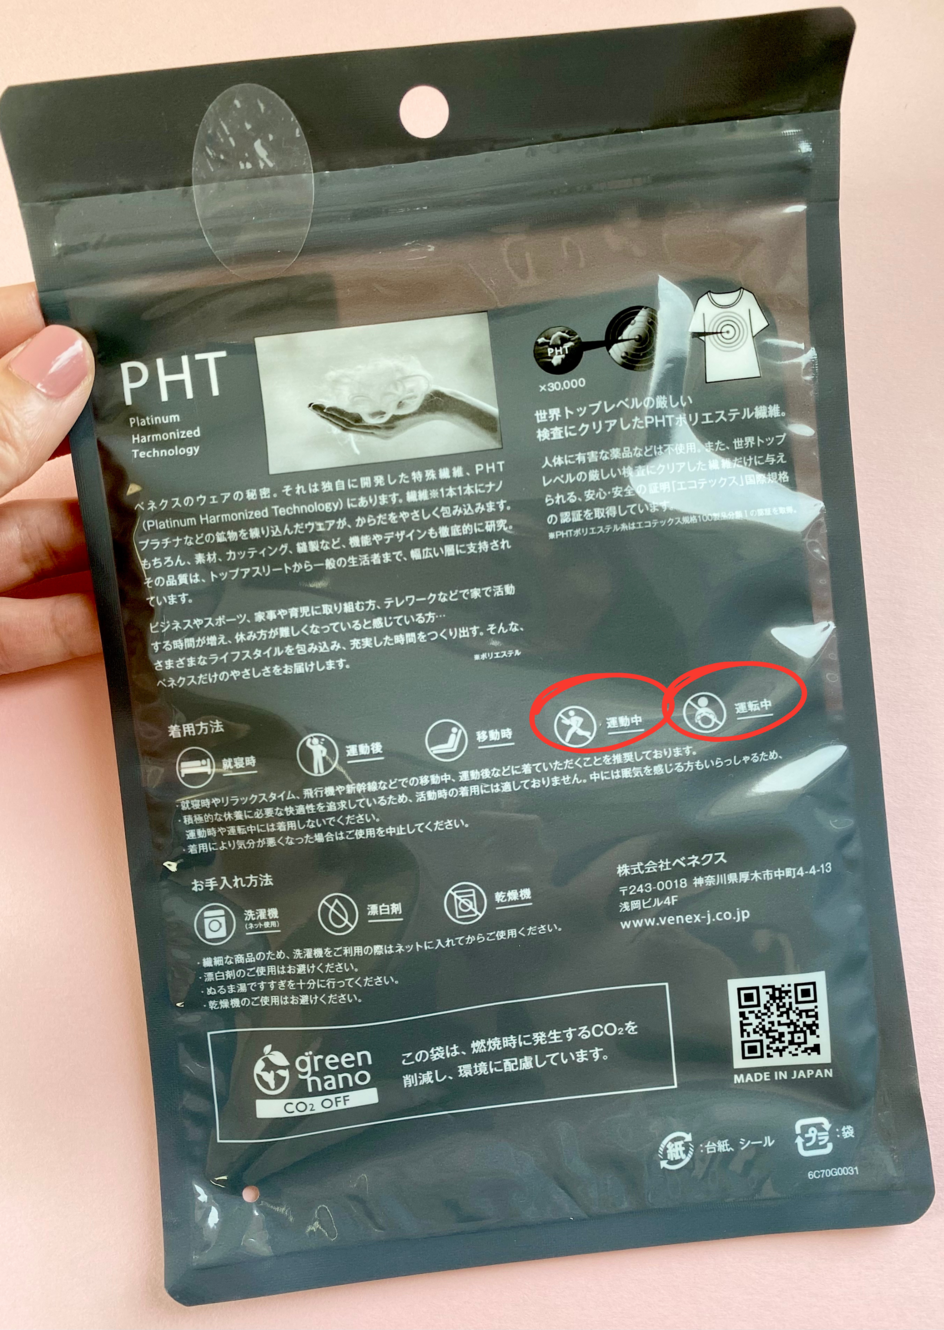 PHT
Platinum
Harmonized
Technology
PHT
×30,000
世界トップレベルの厳しい
検査にクリアしたPHTポリエステル繊維。
人体に有害な薬品などは不使用。また、世界トップ
レベルの厳しい検査にクリアした繊維だけに与え
られる、安心・安全の証明「エコテックス」国際規格
の認証を取得しています。
※PHTポリエステル糸はエコテックス規格100
ベネクスのウェアの秘密。それは独自に開発した特殊繊維、PHT
(Platinum Harmonized Technology)にあります。繊維※1本1本にナノ
プラチナなどの鉱物を練り込んだウェアが、からだをやさしく包み込みます。
もちろん、素材、カッティング、縫製など、機能やデザインも徹底的に研究。
その品質は、トップアスリートから一般の生活者まで、幅広い層に支持され
ています。
ビジネスやスポーツ、家事や育児に取り組む方、テレワークなどで家で活動
する時間が増え、休み方が難しくなっていると感じている方…
さまざまなライフスタイルを包み込み、充実した時間をつくり出す。そんな、
ベネクスだけのやさしさをお届けします。
※ポリエステル
着用方法
就寝時
運動後
移動時
運動中
運転中
・就寝時やリラックスタイム、飛行機や新幹線などでの移動中、運動後などに着ていただくことを推奨しております。
・積極的な休養に必要な快適性を追求しているため、活動時の着用には適しておりません。中には眠気を感じる方もいらっしゃるため、
運動時や運転中には着用しないでください。
・着用により気分が悪くなった場合はご使用を中止してください。
お手入れ方法
洗濯機
(ネット使用)
漂白剤
乾燥機
・繊細な商品のため、洗濯機をご利用の際はネットに入れてからご使用ください。
・漂白剤のご使用はお避けください。
・ぬるま湯ですすぎを十分に行ってください。
・乾燥機のご使用はお避けください。
株式会社ベネクス
〒243-0018 神奈川県厚木市中町4-4-13
浅岡ビル4F
www.venex-j.co.jp
green
nano
CO₂ OFF
この袋は、燃焼時に発生するCO₂を
削減し、環境に配慮しています。
MADE IN JAPAN
紙:台紙、シール
プラ:袋
6C70G0031